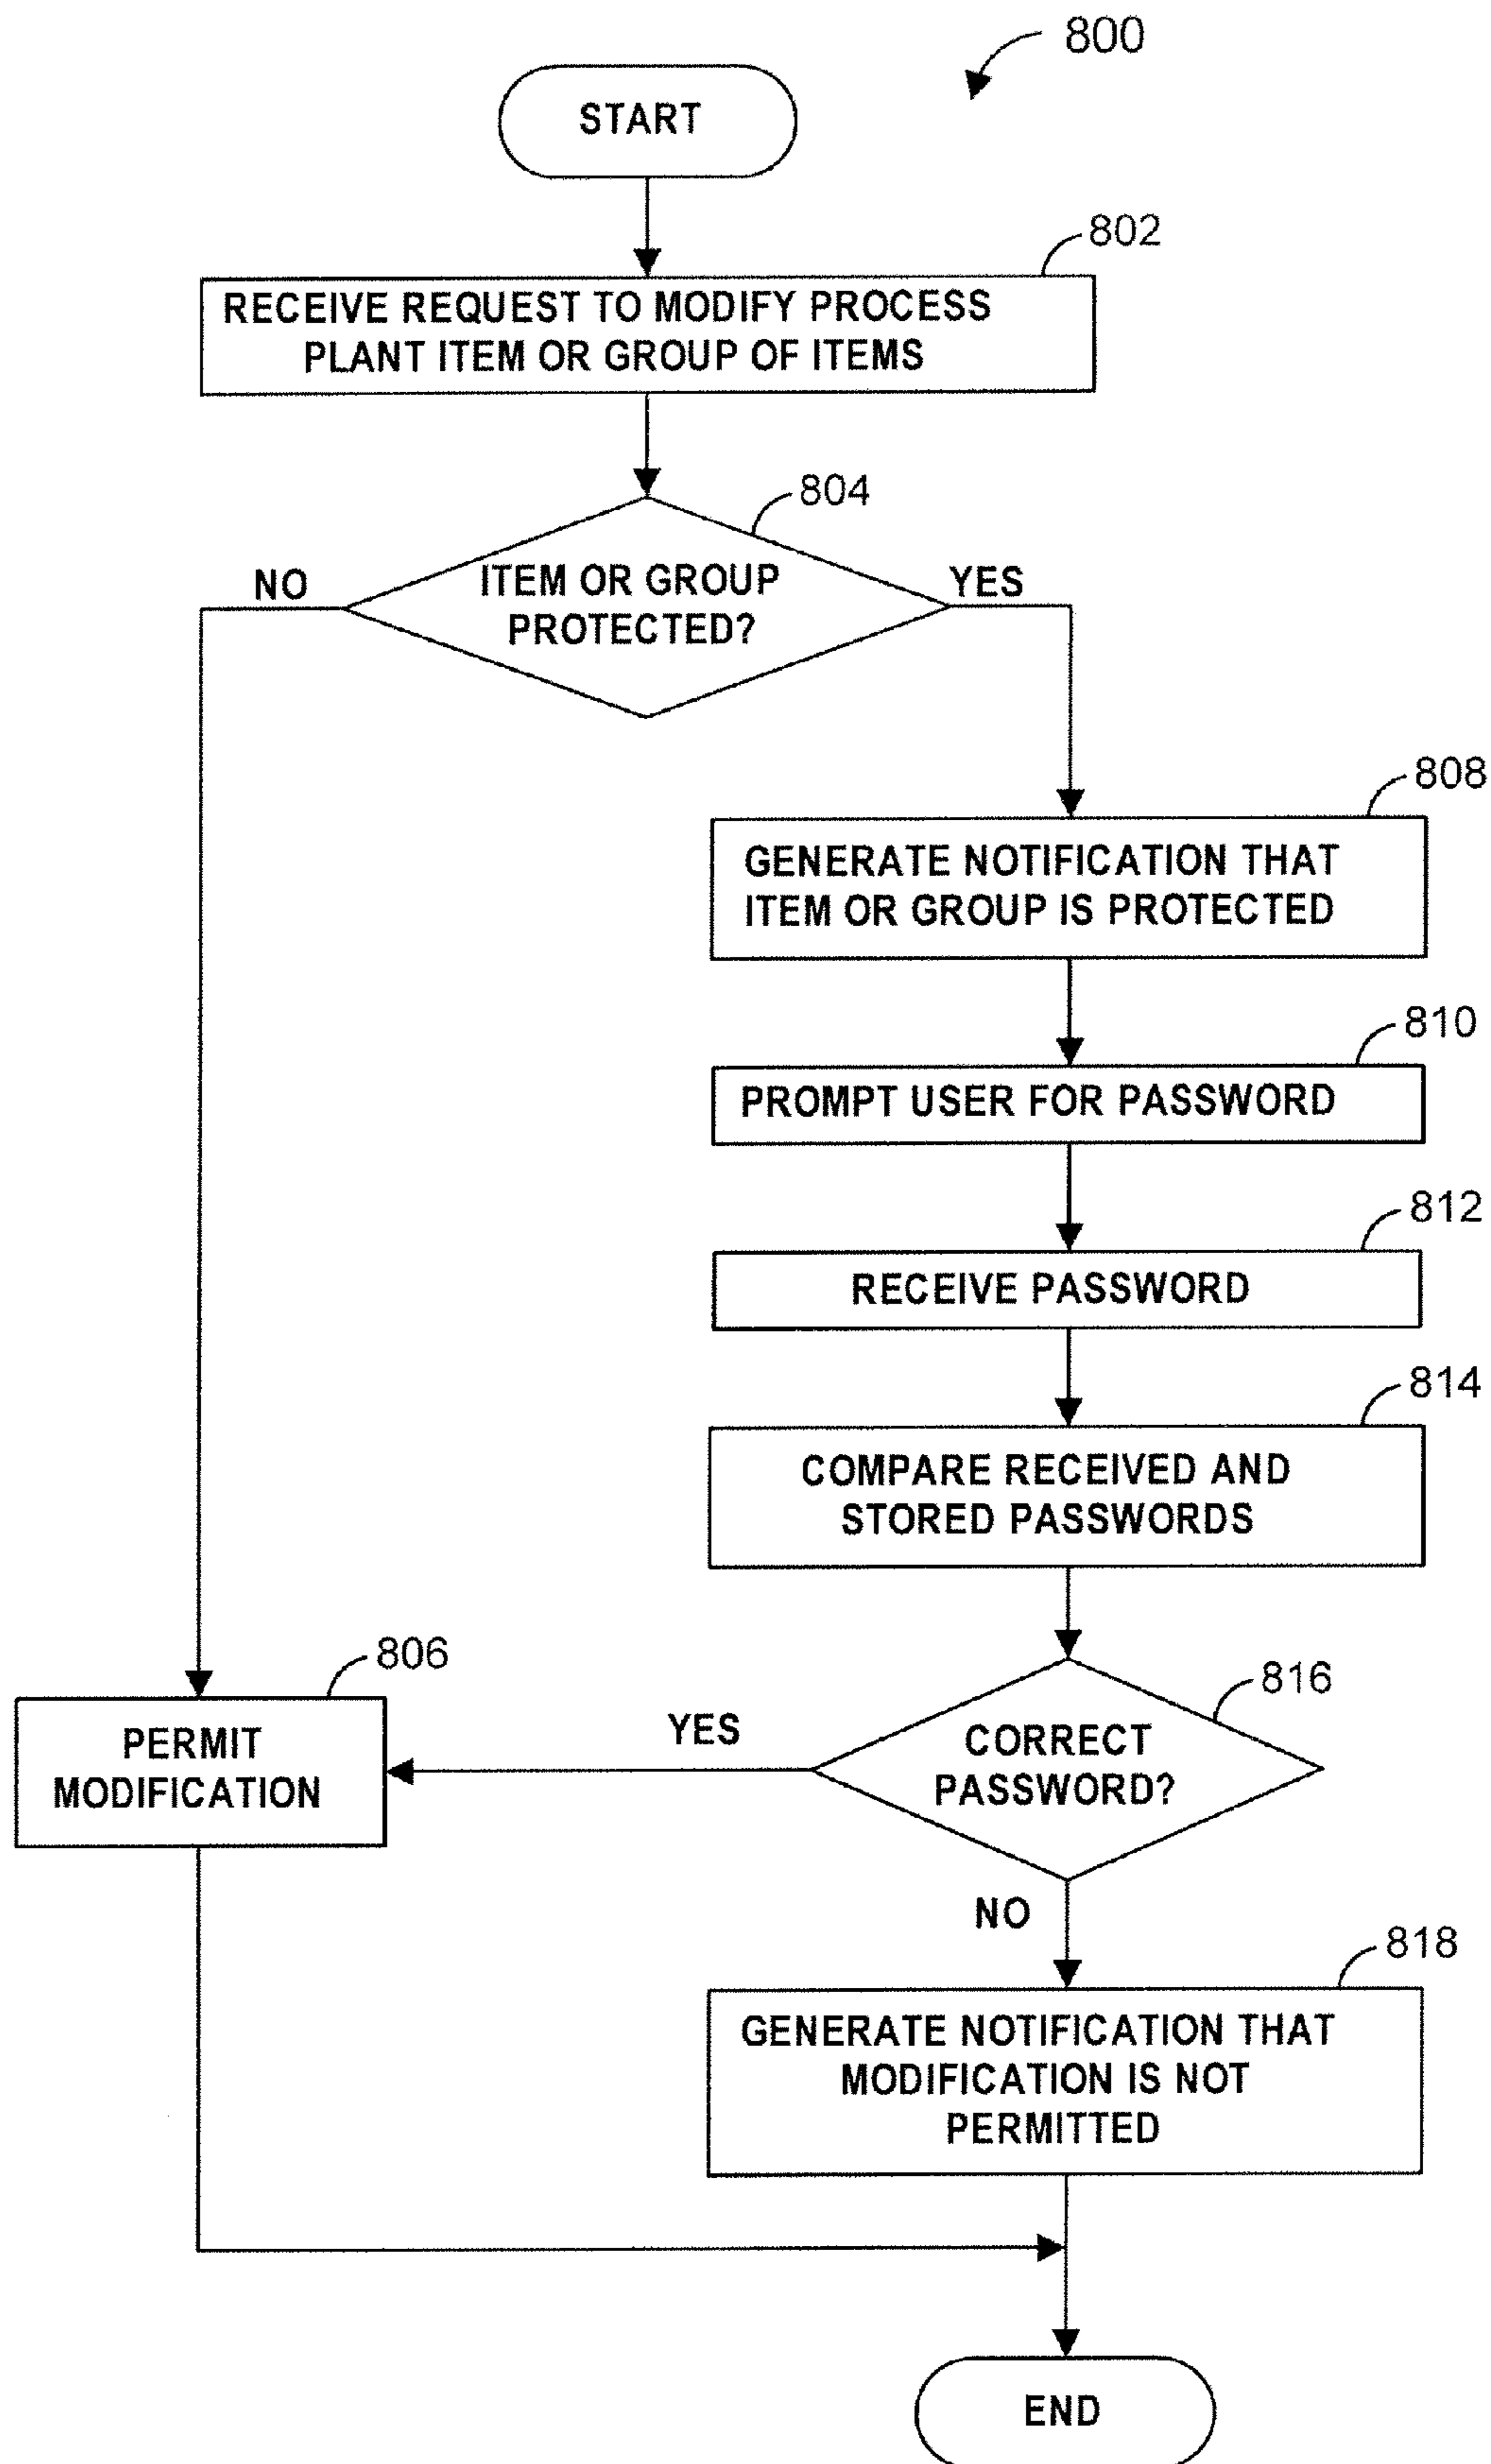 800
START
802
RECEIVE REQUEST TO MODIFY PROCESS
PLANT ITEM OR GROUP OF ITEMS
804
NO
ITEM OR GROUP
PROTECTED?
YES
808
GENERATE NOTIFICATION THAT
ITEM OR GROUP IS PROTECTED
810
PROMPT USER FOR PASSWORD
812
RECEIVE PASSWORD
814
COMPARE RECEIVED AND
STORED PASSWORDS
806
PERMIT
MODIFICATION
YES
816
CORRECT
PASSWORD?
NO
818
GENERATE NOTIFICATION THAT
MODIFICATION IS NOT
PERMITTED
END